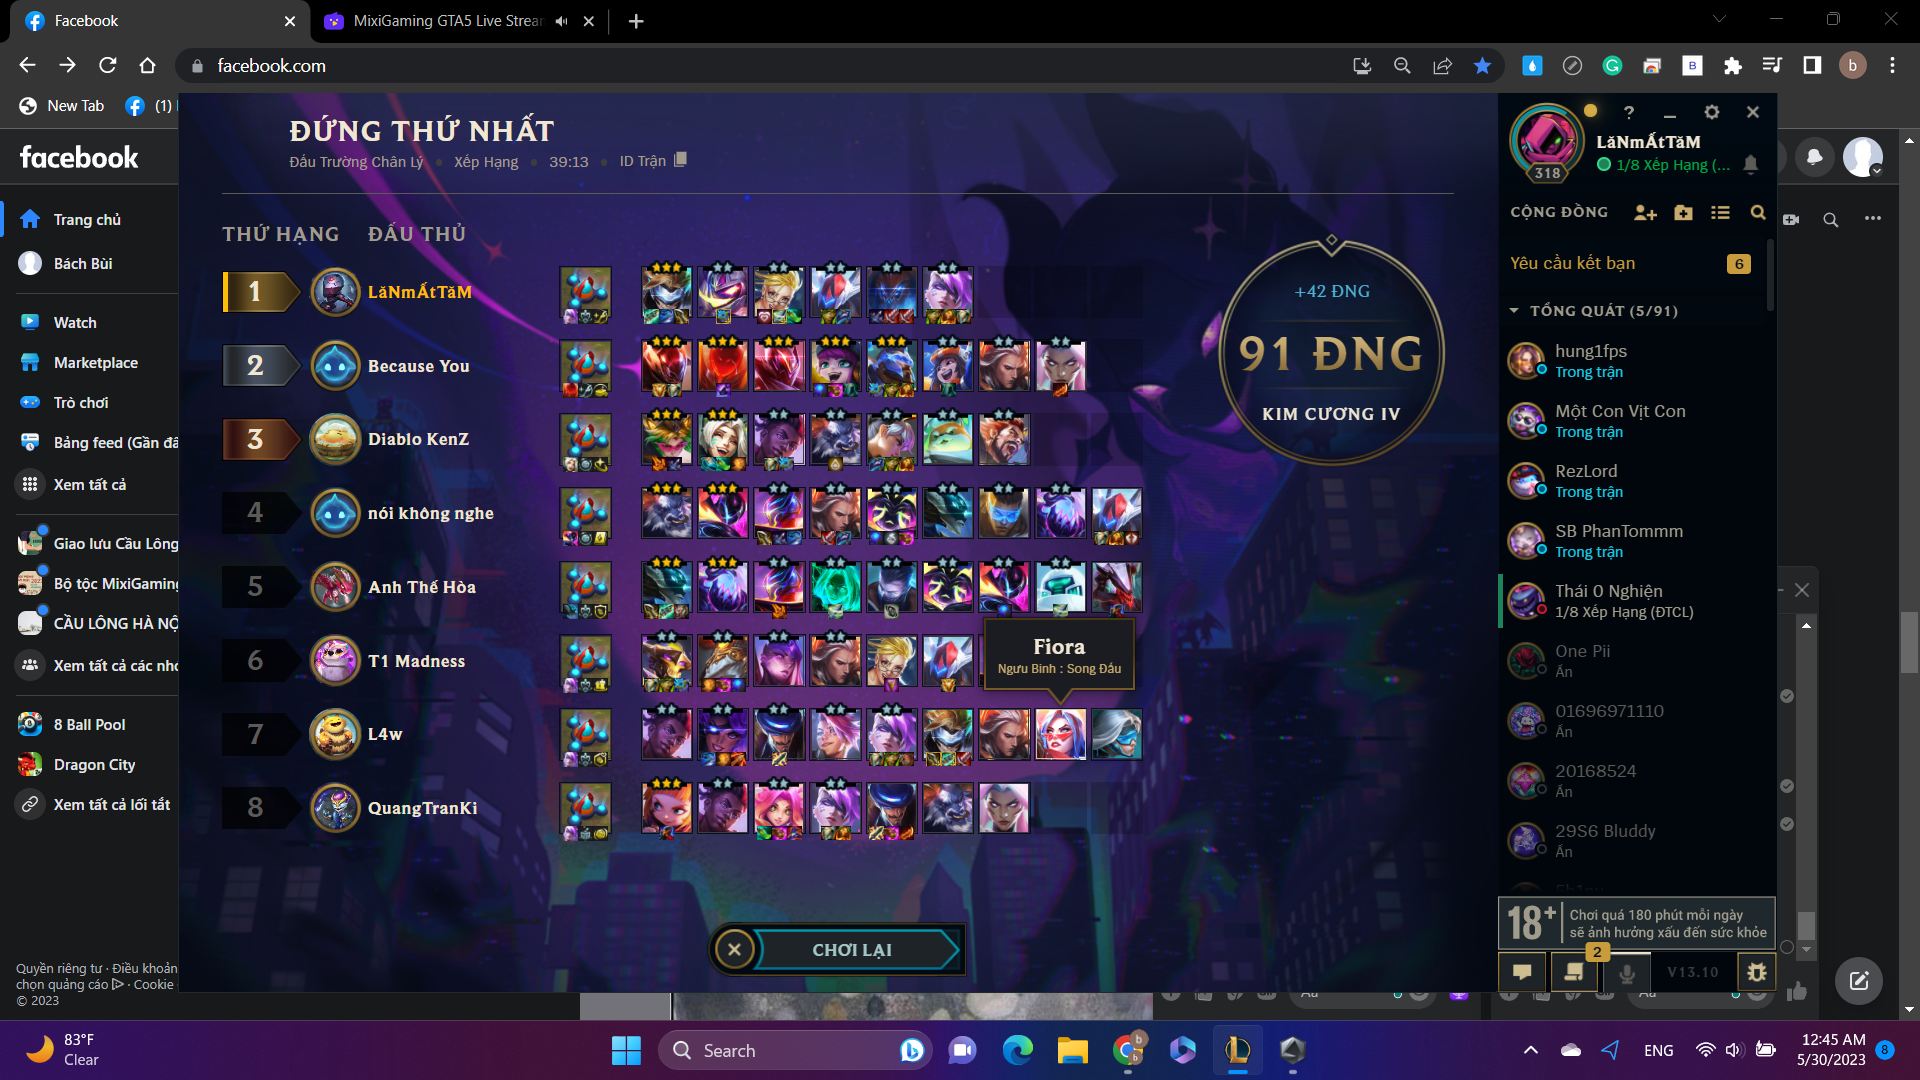 Facebook
MixiGaming GTA5 Live Strear
facebook.com
b
New Tab
(1)
facebook
Trang chủ
Bách Bùi
Watch
Marketplace
Trò chơi
Bảng feed (Gần đâ
Xem tất cả
Giao lưu Cầu Lông
Bộ tộc MixiGaming
CẦU LÔNG HÀ NỘ
Xem tất cả các nhó
8 Ball Pool
Dragon City
Xem tất cả lối tắt
Quyền riêng tư · Điều khoản
chọn quảng cáo · Cookie
© 2023
ĐỨNG THỨ NHẤT
Đấu Trường Chân Lý • Xếp Hạng • 39:13 • ID Trận
THỨ HẠNG ĐẤU THỦ
1 LăNmẤtTăM
2 Because You
3 Diablo KenZ
4 nói không nghe
5 Anh Thế Hòa
6 T1 Madness
7 L4w
8 QuangTranKi
Fiora
Ngưu Binh : Song Đấu
+42 ĐNG
91 ĐNG
KIM CƯƠNG IV
CHƠI LẠI
318
LăNmẤtTăM
1/8 Xếp Hạng (...
CỘNG ĐỒNG
Yêu cầu kết bạn 6
TỔNG QUÁT (5/91)
hung1fps
Trong trận
Một Con Vịt Con
Trong trận
RezLord
Trong trận
SB PhanTommm
Trong trận
Thái 0 Nghiện
1/8 Xếp Hạng (ĐTCL)
One Pii
Ẩn
01696971110
Ẩn
20168524
Ẩn
29S6 Bluddy
Ẩn
18+
Chơi quá 180 phút mỗi ngày
sẽ ảnh hưởng xấu đến sức khỏe
2
V13.10
Aa
Aa
83°F
Clear
Search
b
b
ENG
12:45 AM
5/30/2023
8